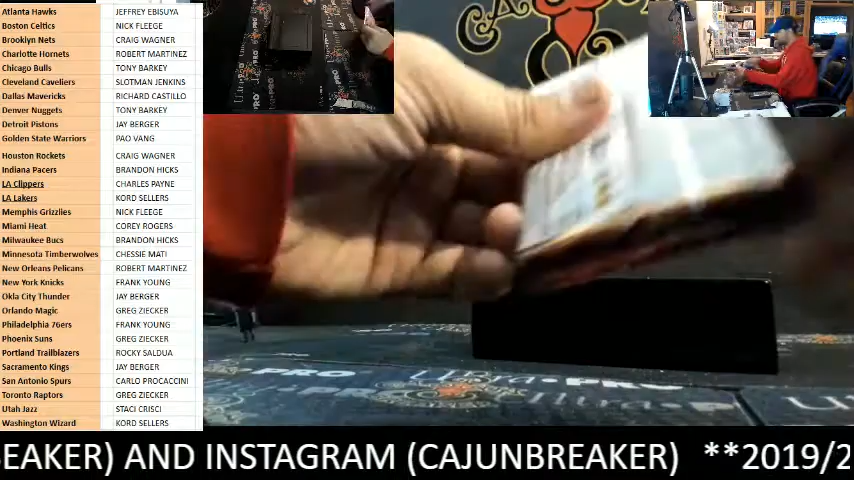 Atlanta Hawks JEFFREY EBISUYA
Boston Celtics NICK FLEEGE
Brooklyn Nets CRAIG WAGNER
Charlotte Hornets ROBERT MARTINEZ
Chicago Bulls TONY BARKEY
Cleveland Cavaliers SLOTMAN JENKINS
Dallas Mavericks RICHARD CASTILLO
Denver Nuggets TONY BARKEY
Detroit Pistons JAY BERGER
Golden State Warriors PAO VANG
Houston Rockets CRAIG WAGNER
Indiana Pacers BRANDON HICKS
LA Clippers CHARLES PAYNE
LA Lakers KORD SELLERS
Memphis Grizzlies NICK FLEEGE
Miami Heat COREY ROGERS
Milwaukee Bucs BRANDON HICKS
Minnesota Timberwolves CHESSIE MATI
New Orleans Pelicans ROBERT MARTINEZ
New York Knicks FRANK YOUNG
Okla City Thunder JAY BERGER
Orlando Magic GREG ZIECKER
Philadelphia 76ers FRANK YOUNG
Phoenix Suns GREG ZIECKER
Portland Trailblazers ROCKY SALDUA
Sacramento Kings JAY BERGER
San Antonio Spurs CARLO PROCACCINI
Toronto Raptors GREG ZIECKER
Utah Jazz STACI CRISCI
Washington Wizard KORD SELLERS
PRO Ultra PRO Ultra
EAKER) AND INSTAGRAM (CAJUNBREAKER) **2019/2